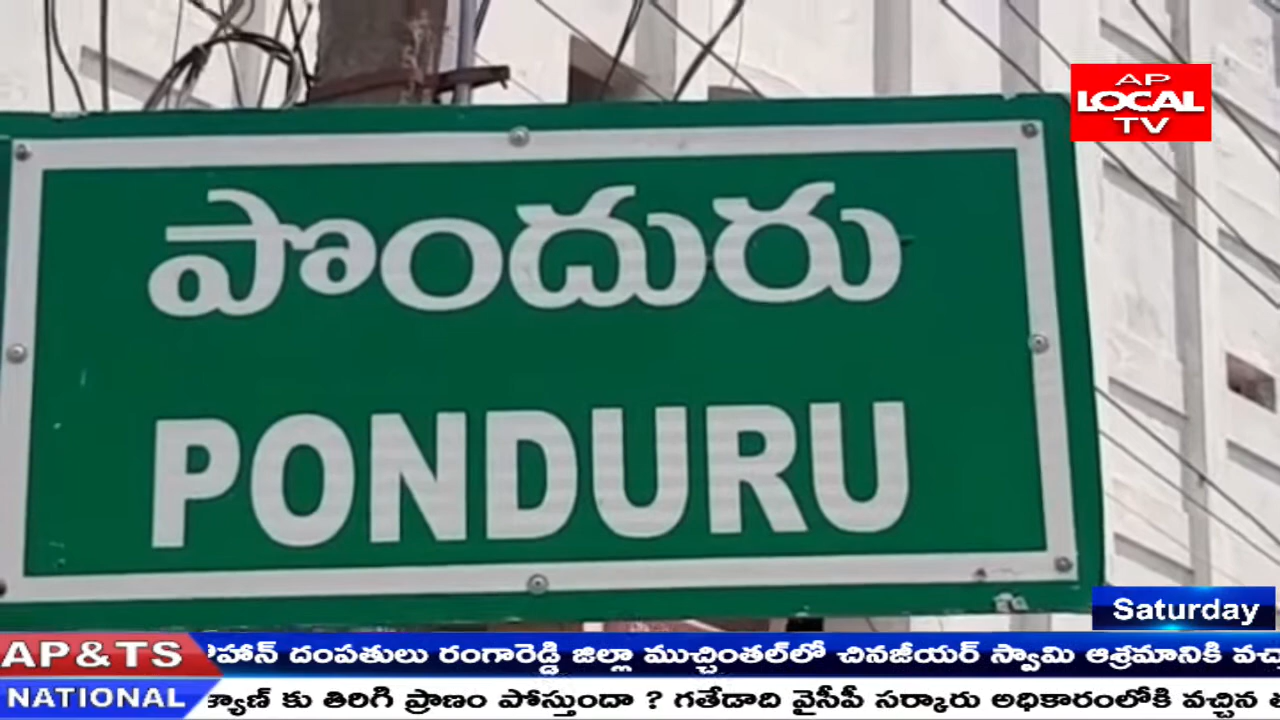 AP
LOCAL
TV
పొందురు
PONDURU
Saturday
AP&TS
దంపతులు రంగారెడ్డి జిల్లా ముచ్చింతల్‌లో చినజీయర్ స్వామి ఆశ్రమానికి
NATIONAL
కు తిరిగి ప్రాణం పోస్తుందా ? గతేడాది వైసీపీ సర్కారు అధికారంలోకి వచ్చిన